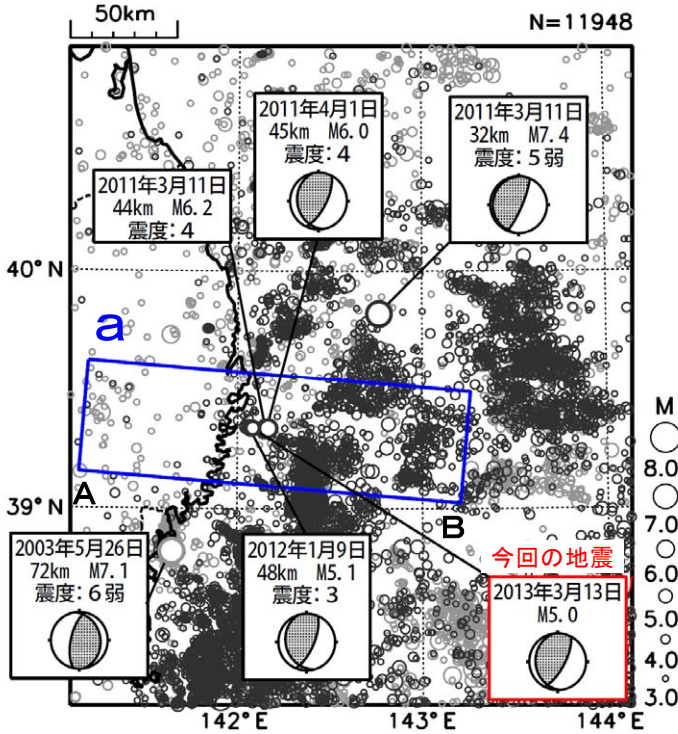 50km
N=11948
2011年4月1日
45km M6.0
震度：4
2011年3月11日
32km M7.4
震度：5弱
2011年3月11日
44km M6.2
震度：4
40°N
a
39°N
A
B
2003年5月26日
72km M7.1
震度：6弱
2012年1月9日
48km M5.1
震度：3
今回の地震
2013年3月13日
M5.0
M
8.0
7.0
6.0
5.0
4.0
3.0
142°E
143°E
144°E